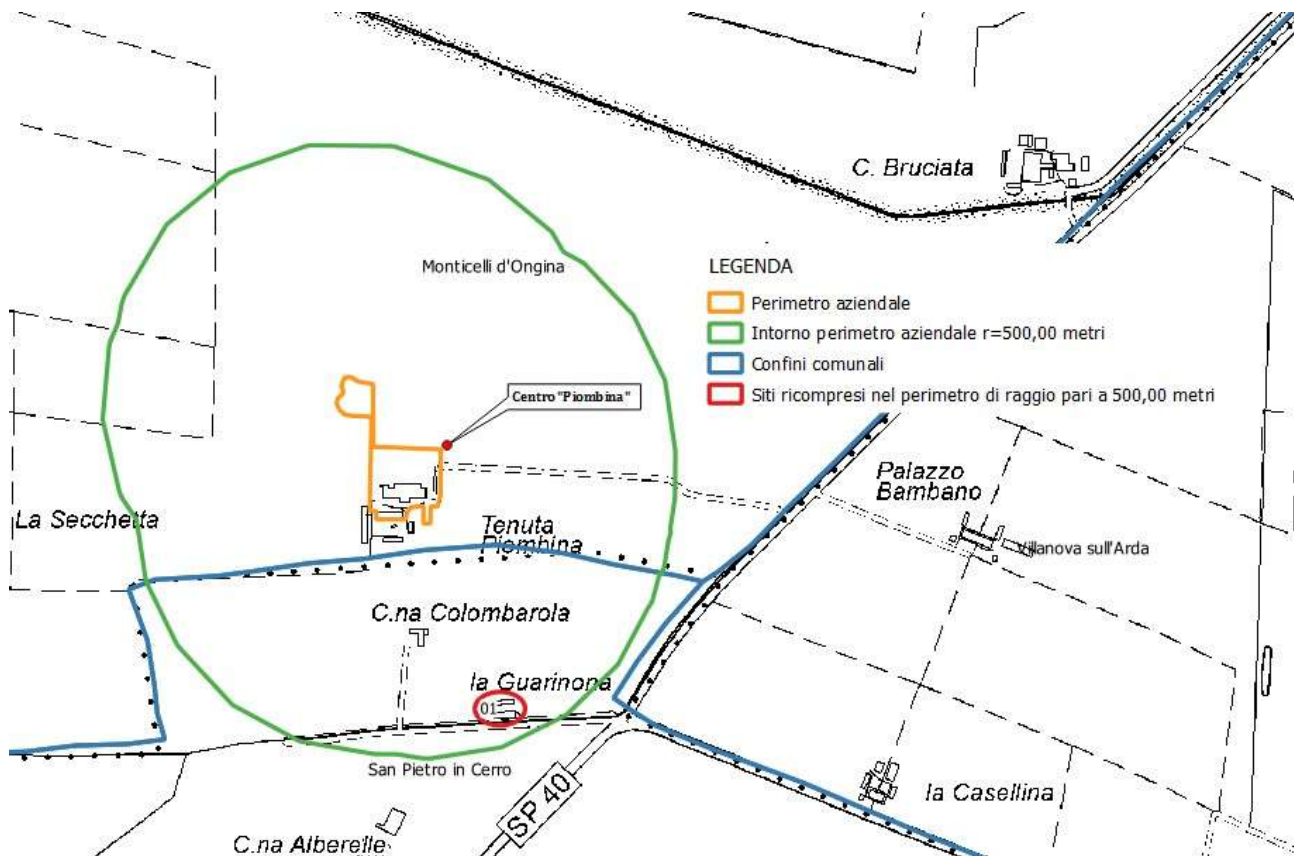 C. Bruciata
Monticelli d'Ongina
LEGENDA
Perimetro aziendale
Intorno perimetro aziendale r=500,00 metri
Confini comunali
Siti ricompresi nel perimetro di raggio pari a 500,00 metri
Centro "Piombina"
Palazzo
Bambano
La Secchetta
Tenuta
Piombina
Villanova sull'Arda
C.na Colombarola
la Guarinona
01
San Pietro in Cerro
SP 40
la Casellina
C.na Alberelle